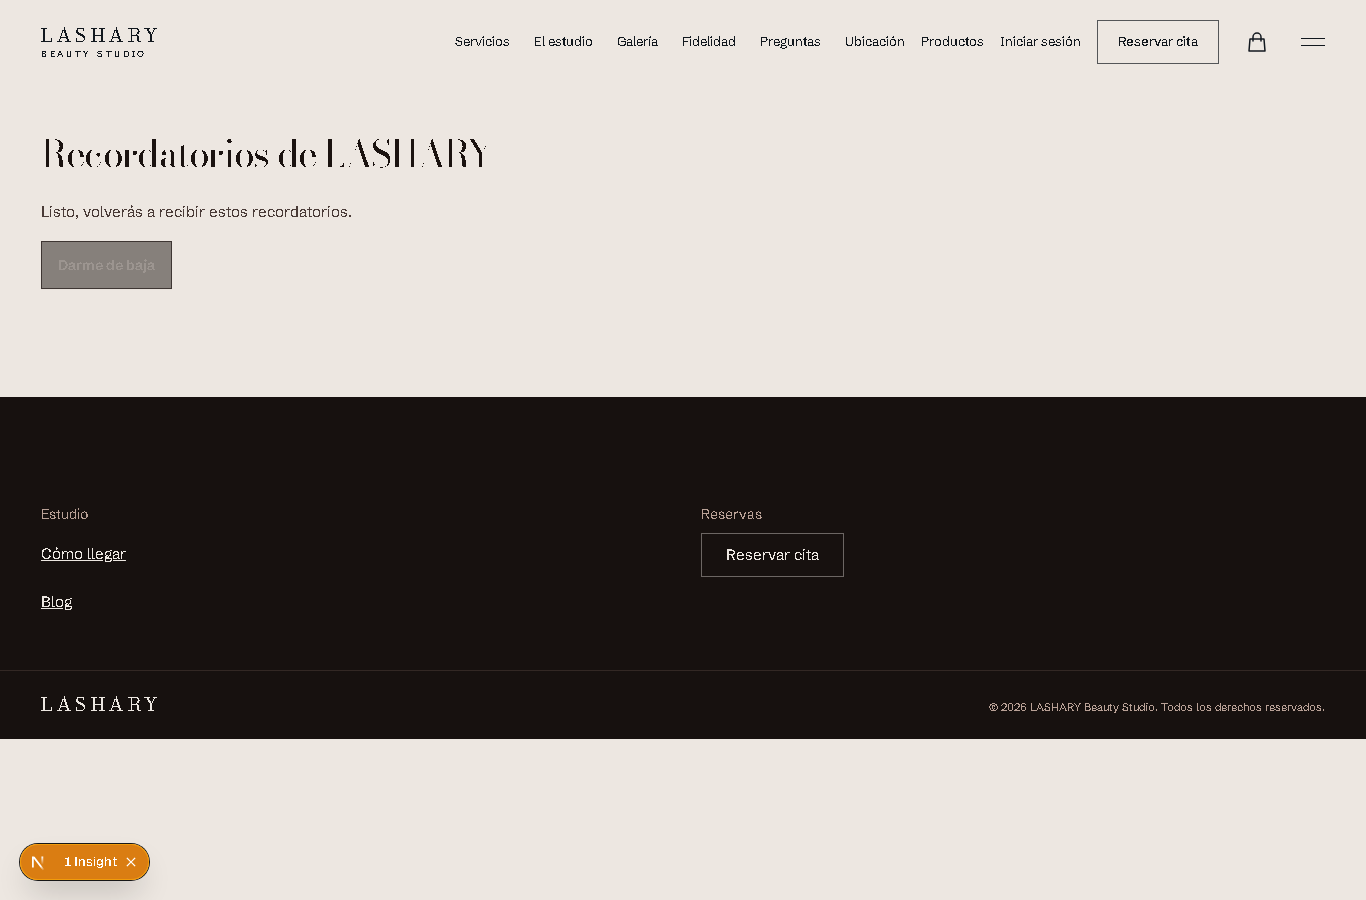 LASHARY
BEAUTY STUDIO
Servicios
El estudio
Galería
Fidelidad
Preguntas
Ubicación
Productos
Iniciar sesión
Reservar cita
Recordatorios de LASHARY
Listo, volverás a recibir estos recordatorios.
Darme de baja
Estudio
Cómo llegar
Blog
Reservas
Reservar cita
LASHARY
© 2026 LASHARY Beauty Studio. Todos los derechos reservados.
1 Insight